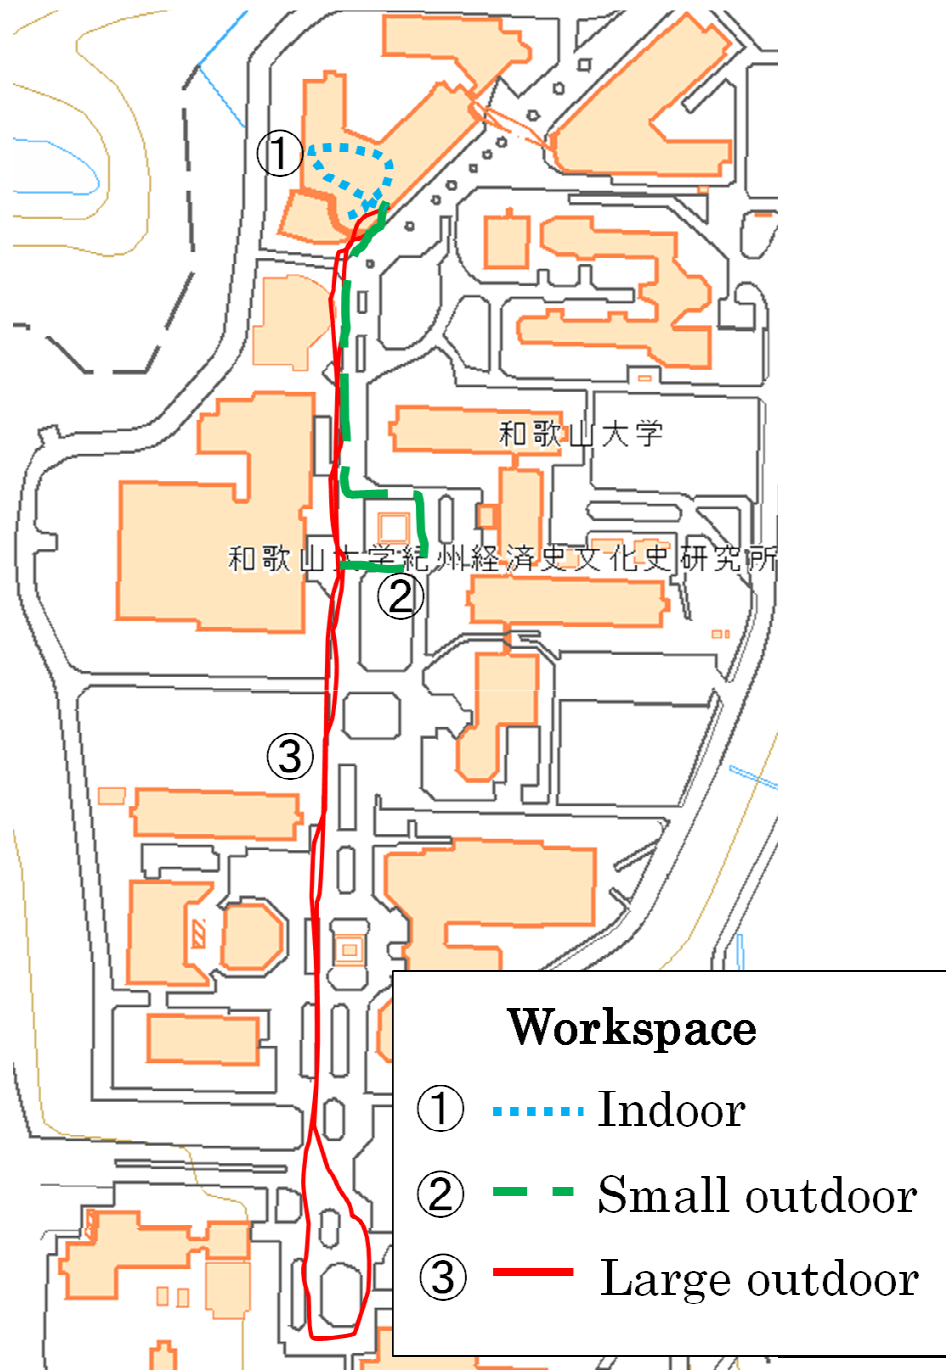 ①
和歌山大学
和歌山大学紀州経済史文化史研究所
②
③
Workspace
① Indoor
② Small outdoor
③ Large outdoor